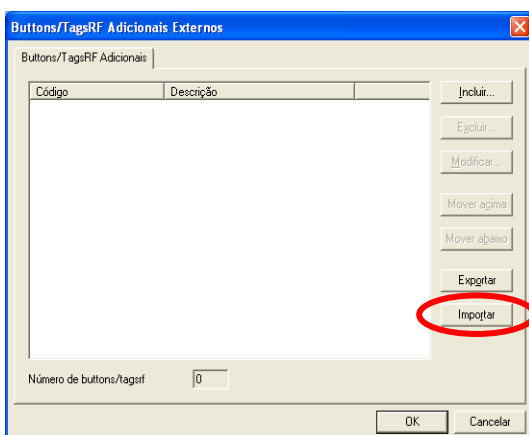 Buttons/TagsRF Adicionais Externos
Buttons/TagsRF Adicionais
Código Descrição
Incluir...
Excluir...
Modificar...
Mover acima
Mover abaixo
Exportar
Importar
Número de buttons/tagsrf 0
OK Cancelar